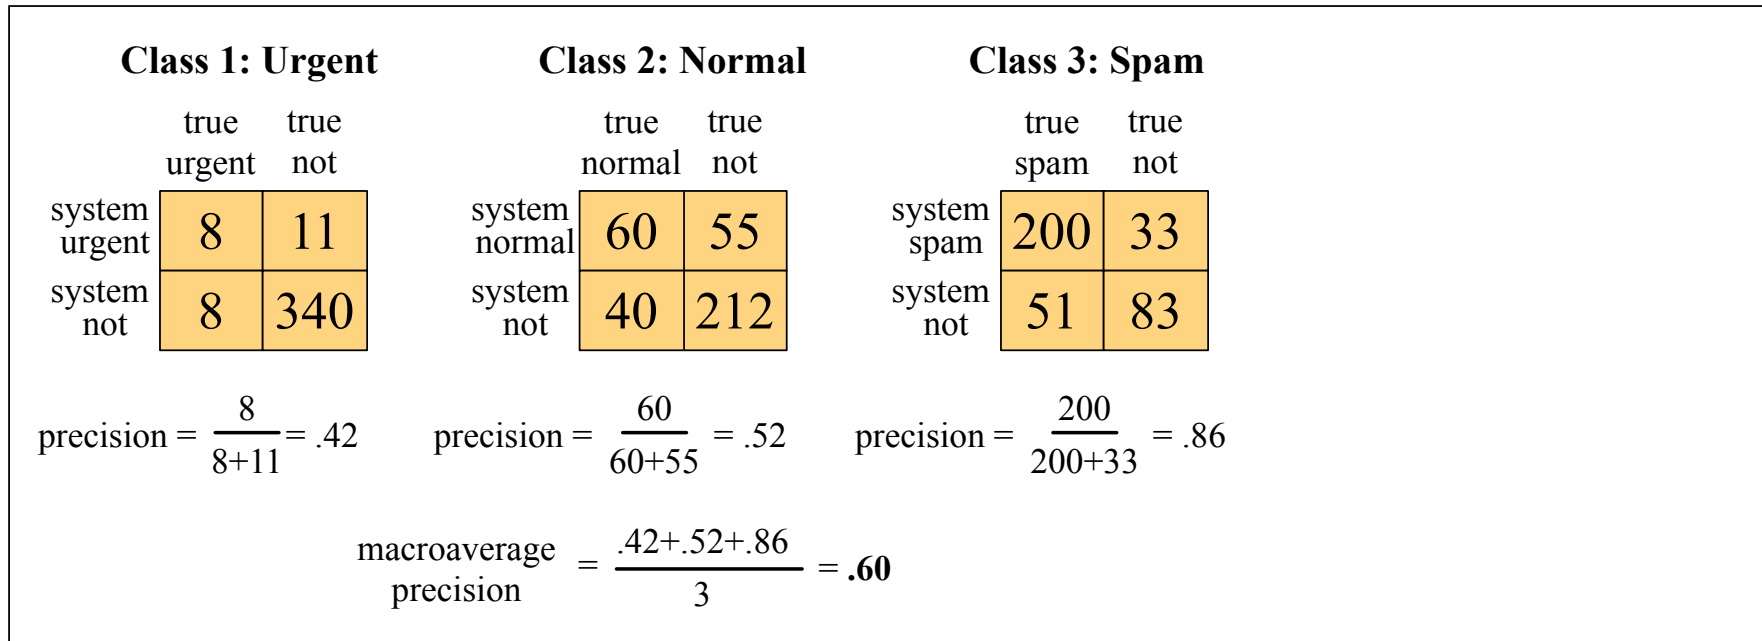 Class 1: Urgent Class 2: Normal Class 3: Spam
true true true true true true
urgent not normal not spam not
system urgent 8 11 system normal 60 55 system spam 200 33
system not 8 340 system not 40 212 system not 51 83
precision = 8 / 8+11 = .42 precision = 60 / 60+55 = .52 precision = 200 / 200+33 = .86
macroaverage precision = .42+.52+.86 / 3 = .60